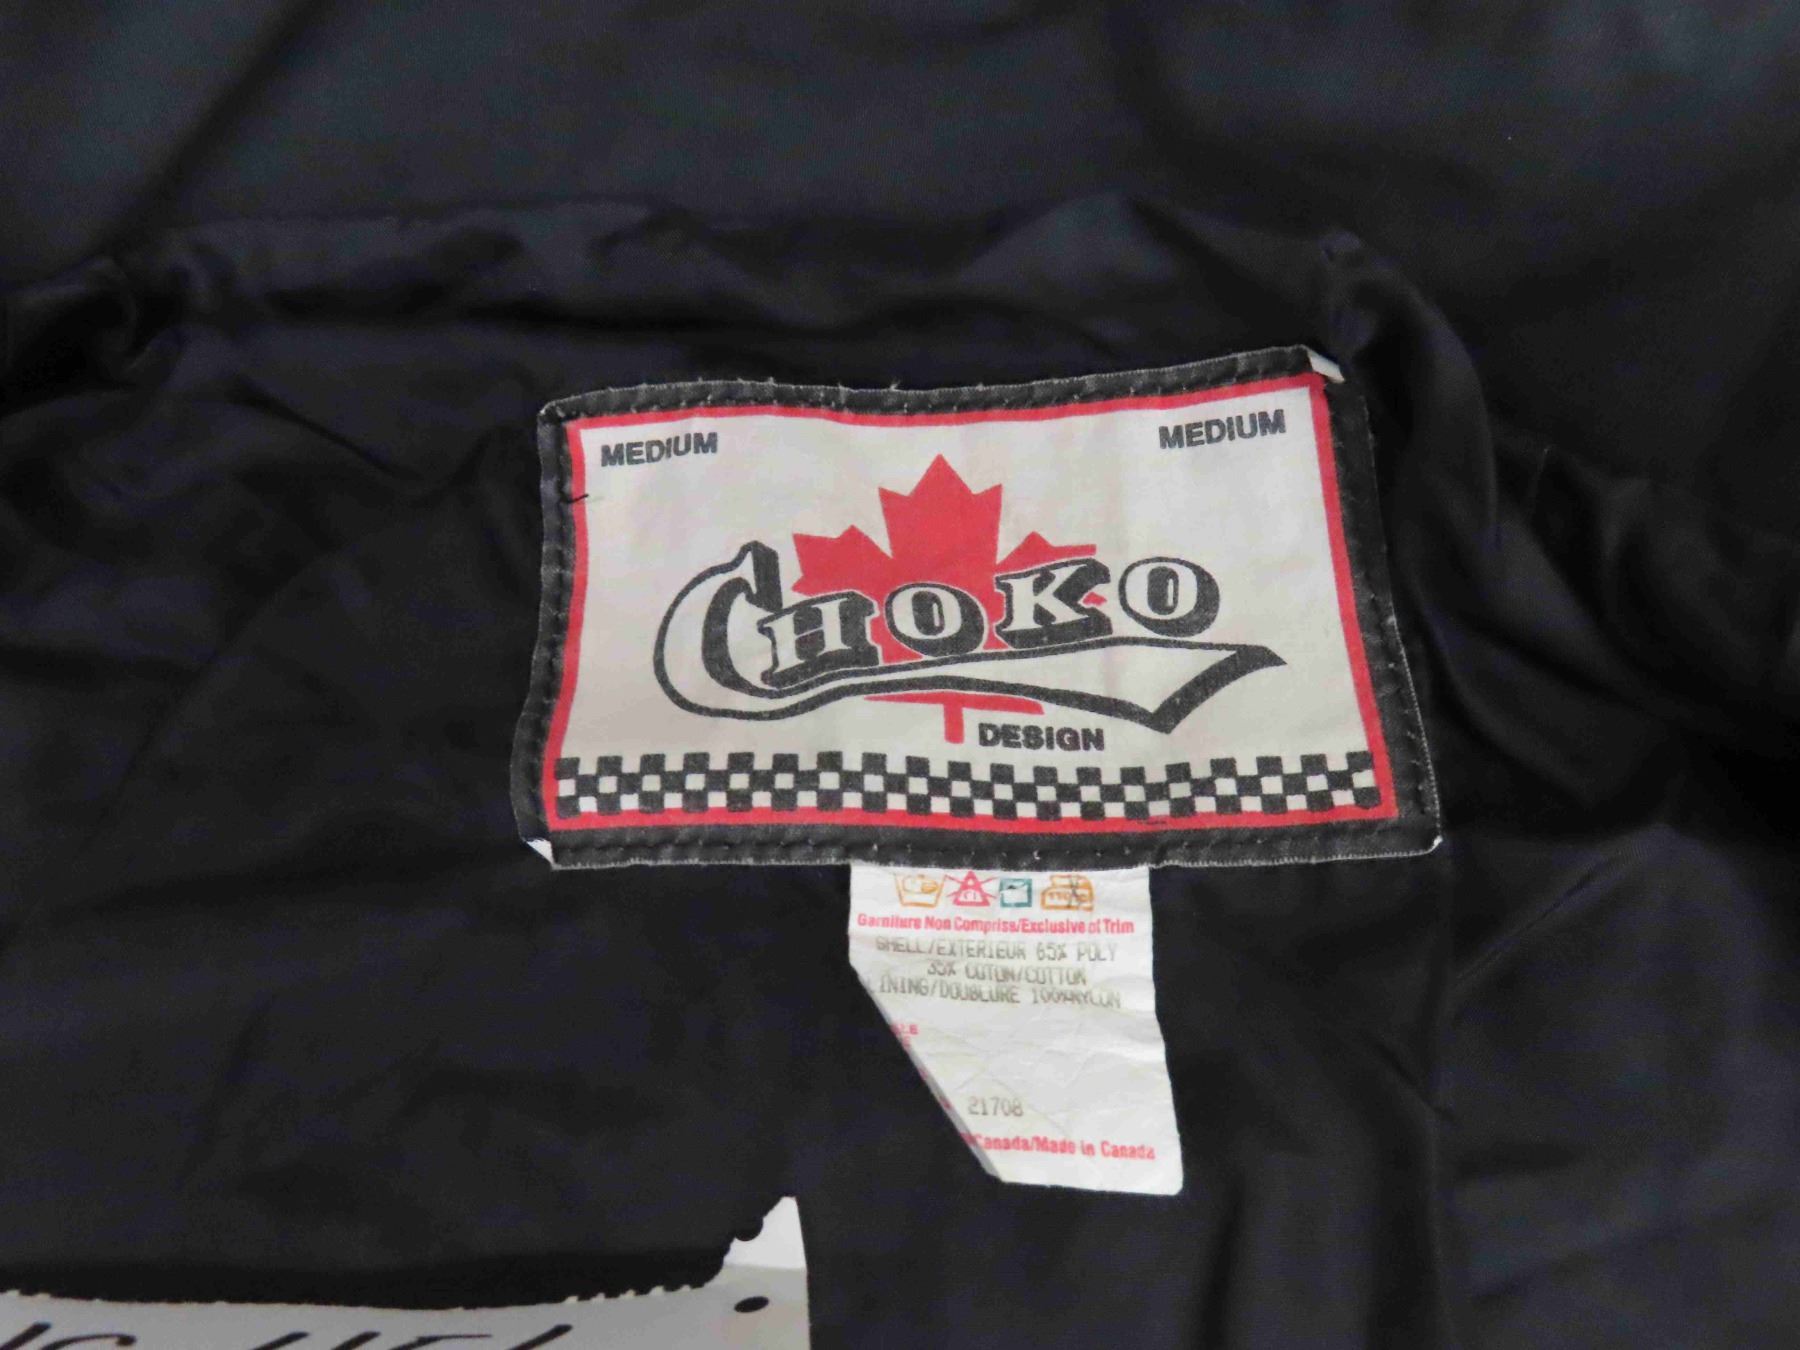 MEDIUM MEDIUM
CHOKO
DESIGN
Garniture Non Comprise/Exclusive of Trim
SHELL/EXTERIEUR 65% POLY
35% COTON/COTTON
LINING/DOUBLURE 100%NYLON
21708
Canada/Made in Canada